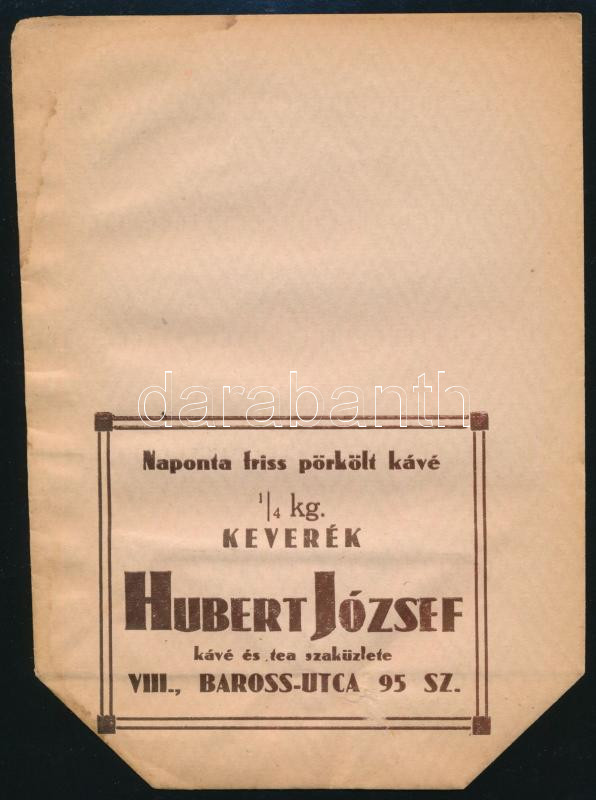 darabanth
Naponta friss pörkölt kávé
1/4 kg.
KEVERÉK
HUBERT JÓZSEF
kávé és tea szaküzlete
VIII., BAROSS-UTCA 95 SZ.